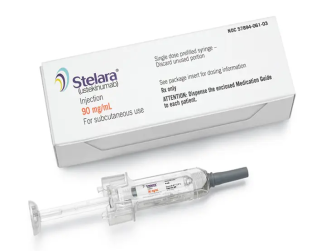 NDC 57894-061-03
Stelara®
(ustekinumab)
Injection
90 mg/mL
For subcutaneous use
Single dose prefilled syringe –
Discard unused portion
See package insert for dosing information
Rx only
ATTENTION: Dispense the enclosed Medication Guide
to each patient.